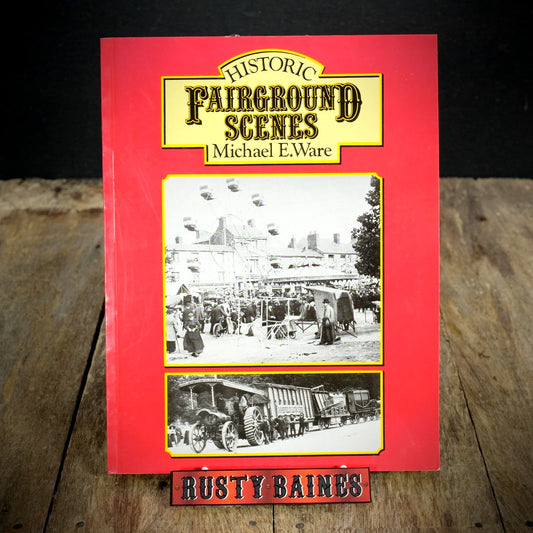 HISTORIC
FAIRGROUND
SCENES
Michael E.Ware
RUSTY BAINES